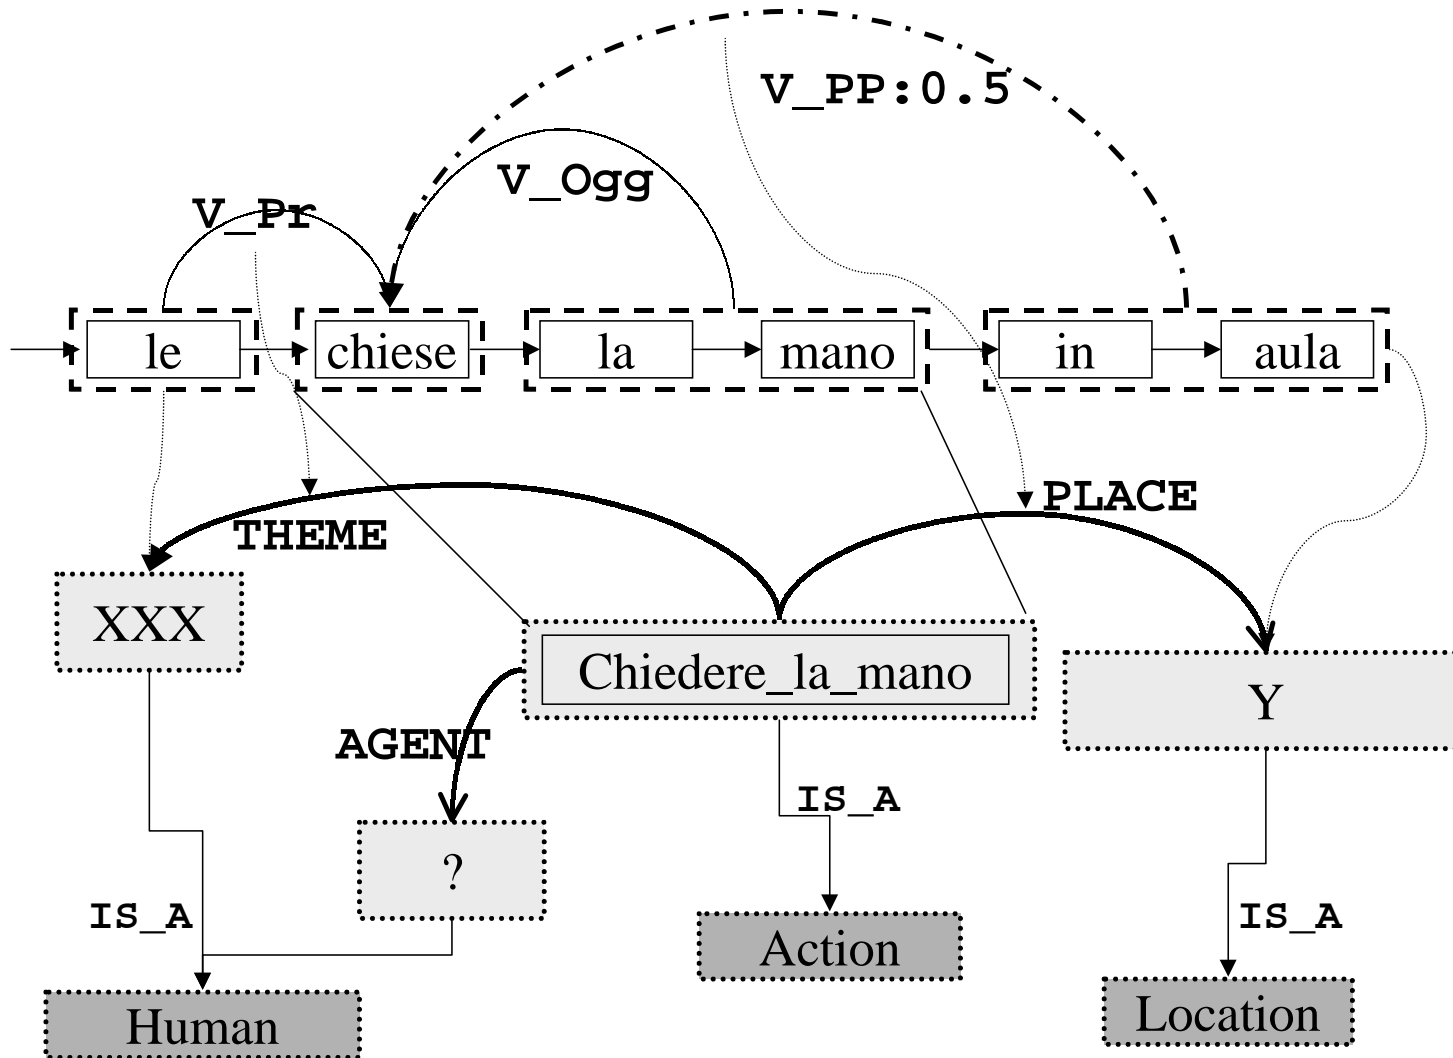 V_PP:0.5
V_Ogg
V_Pr
le chiese la mano in aula
PLACE
THEME
XXX
Chiedere_la_mano
Y
AGENT
IS_A
?
IS_A
IS_A
Action
Location
Human